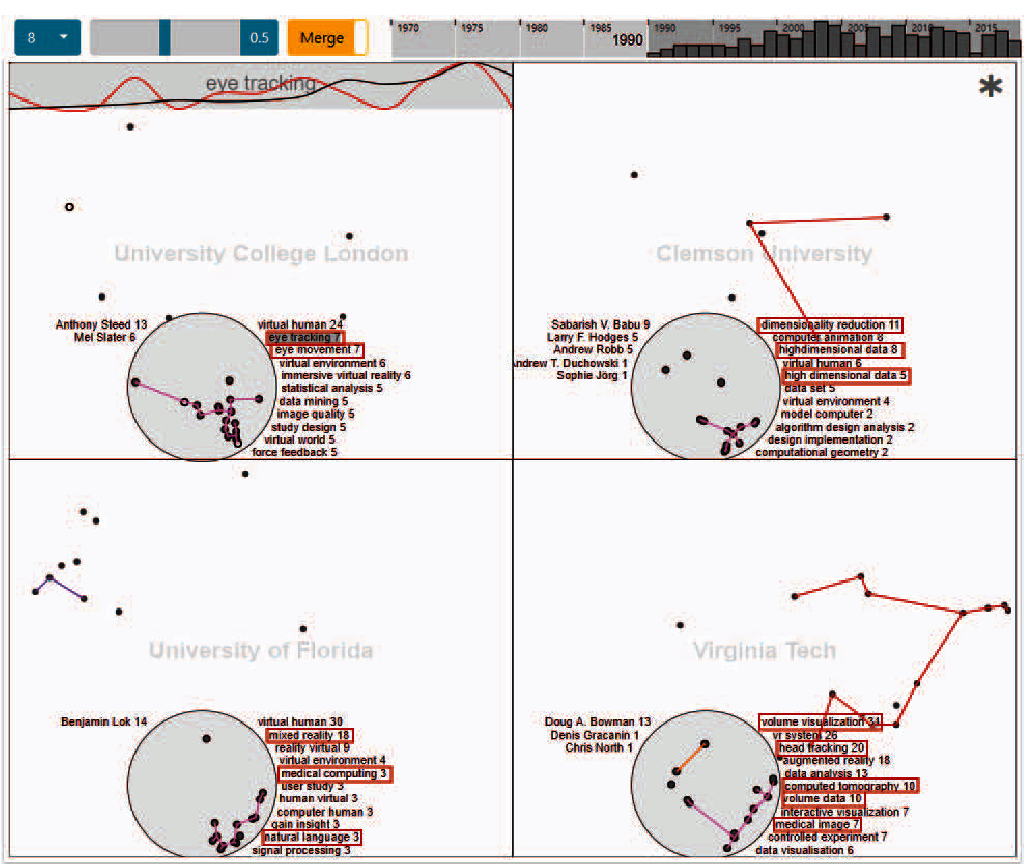 8
0.5
Merge
1970
1975
1980
1985
1990
1990
1995
2000
2005
2010
2015
eye tracking
*
University College London
Anthony Steed 13
Mel Slater 6
virtual human 24
eye tracking 7
eye movement 7
virtual environment 6
immersive virtual reality 6
statistical analysis 5
data mining 5
image quality 5
study design 5
virtual world 5
force feedback 5
Clemson University
Sabarish V. Babu 9
Larry F. Hodges 5
Andrew Robb 5
Andrew T. Duchowski 1
Sophie Jörg 1
dimensionality reduction 11
computer animation 8
highdimensional data 8
virtual human 6
high dimensional data 5
data set 5
virtual environment 4
model computer 2
algorithm design analysis 2
design implementation 2
computational geometry 2
University of Florida
Benjamin Lok 14
virtual human 30
mixed reality 18
reality virtual 9
virtual environment 4
medical computing 3
user study 3
human virtual 3
computer human 3
gain insight 3
natural language 3
signal processing 3
Virginia Tech
Doug A. Bowman 13
Denis Gracanin 1
Chris North 1
volume visualization 31
vr system 26
head tracking 20
augmented reality 18
data analysis 13
computed tomography 10
volume data 10
interactive visualization 7
medical image 7
controlled experiment 7
data visualisation 6